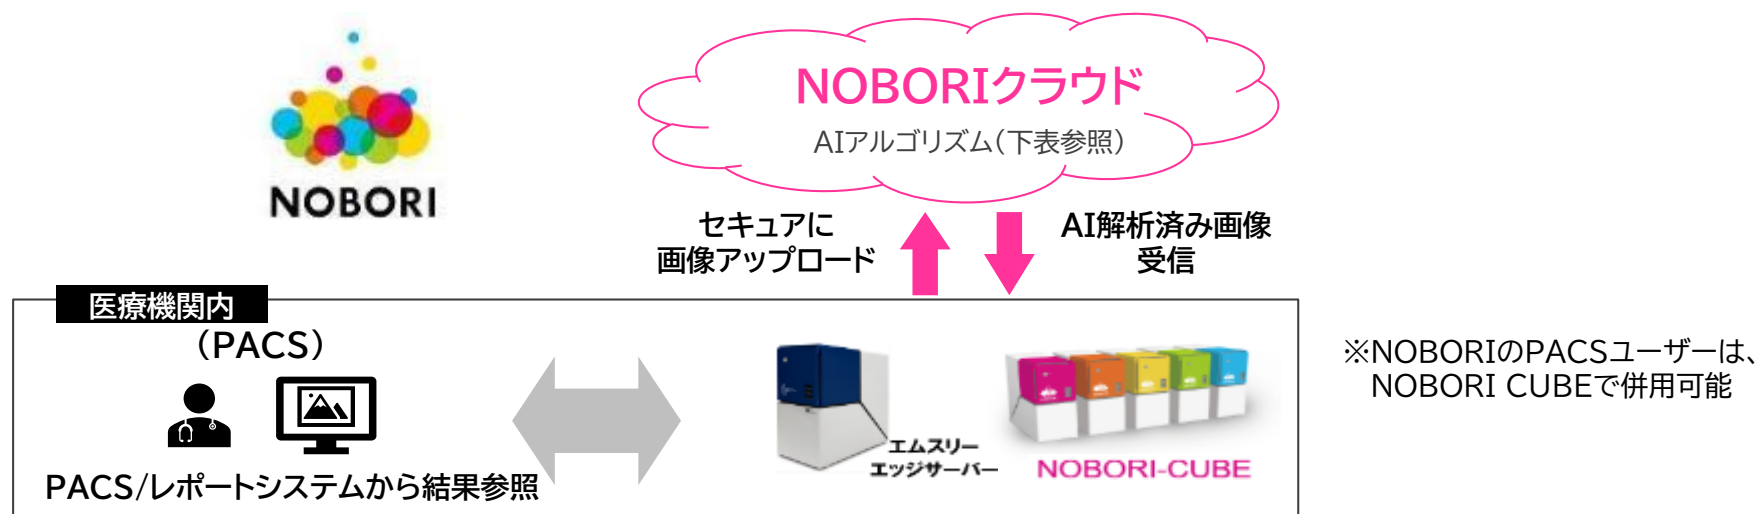 NOBORI
NOBORIクラウド
AIアルゴリズム(下表参照)
セキュアに
画像アップロード
AI解析済み画像
受信
医療機関内
(PACS)
PACS/レポートシステムから結果参照
エムスリー
エッジサーバー
NOBORI-CUBE
※NOBORIのPACSユーザーは、
NOBORI CUBEで併用可能